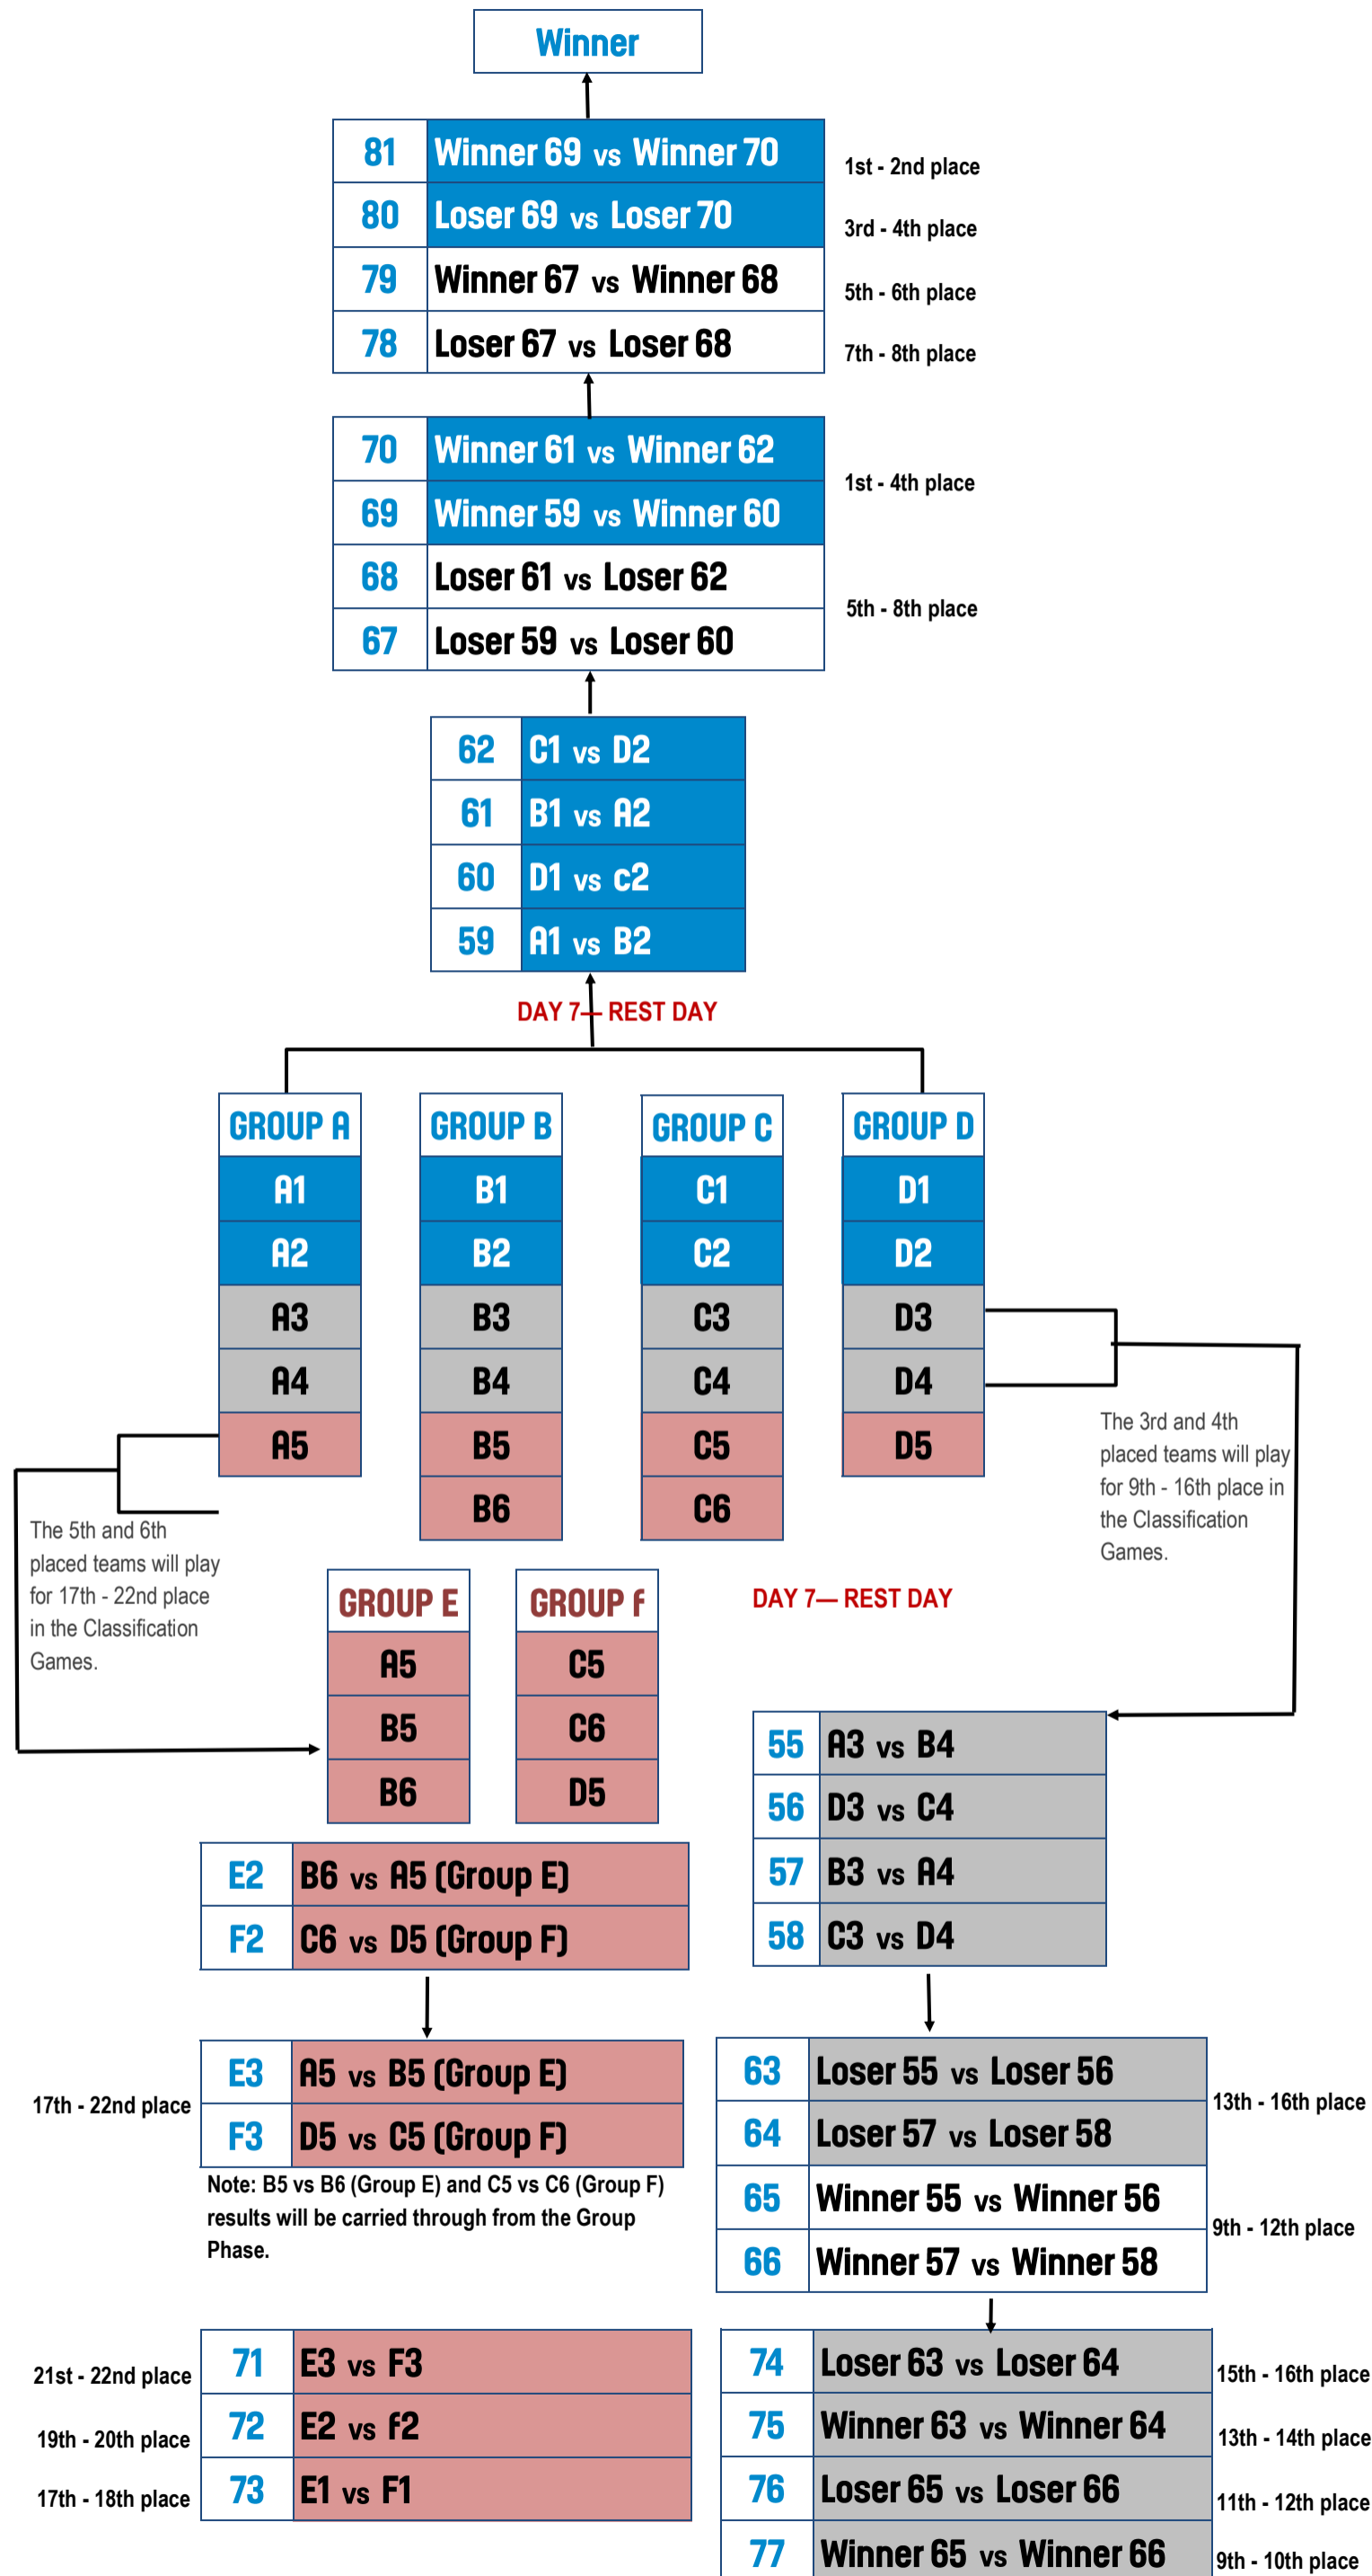 Winner
81 Winner 69 vs Winner 70 1st - 2nd place
80 Loser 69 vs Loser 70 3rd - 4th place
79 Winner 67 vs Winner 68 5th - 6th place
78 Loser 67 vs Loser 68 7th - 8th place
70 Winner 61 vs Winner 62
1st - 4th place
69 Winner 59 vs Winner 60
68 Loser 61 vs Loser 62
5th - 8th place
67 Loser 59 vs Loser 60
62 C1 vs D2
61 B1 vs A2
60 D1 vs c2
59 A1 vs B2
DAY 7— REST DAY
GROUP A GROUP B GROUP C GROUP D
A1 B1 C1 D1
A2 B2 C2 D2
A3 B3 C3 D3
A4 B4 C4 D4
A5 B5 C5 D5
B6 C6
The 3rd and 4th
placed teams will play
for 9th - 16th place in
the Classification
Games.
The 5th and 6th
placed teams will play
for 17th - 22nd place
in the Classification
Games.
GROUP E GROUP f
A5 C5
B5 C6
B6 D5
DAY 7— REST DAY
55 A3 vs B4
56 D3 vs C4
57 B3 vs A4
58 C3 vs D4
E2 B6 vs A5 (Group E)
F2 C6 vs D5 (Group F)
E3 A5 vs B5 (Group E)
17th - 22nd place
F3 D5 vs C5 (Group F)
Note: B5 vs B6 (Group E) and C5 vs C6 (Group F)
results will be carried through from the Group
Phase.
63 Loser 55 vs Loser 56
13th - 16th place
64 Loser 57 vs Loser 58
65 Winner 55 vs Winner 56
9th - 12th place
66 Winner 57 vs Winner 58
21st - 22nd place 71 E3 vs F3
19th - 20th place 72 E2 vs f2
17th - 18th place 73 E1 vs F1
74 Loser 63 vs Loser 64 15th - 16th place
75 Winner 63 vs Winner 64 13th - 14th place
76 Loser 65 vs Loser 66 11th - 12th place
77 Winner 65 vs Winner 66 9th - 10th place